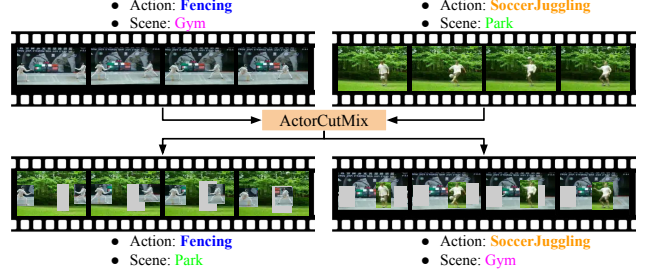 ● Action: Fencing
● Scene: Gym
● Action: SoccerJuggling
● Scene: Park
ActorCutMix
● Action: Fencing
● Scene: Park
● Action: SoccerJuggling
● Scene: Gym